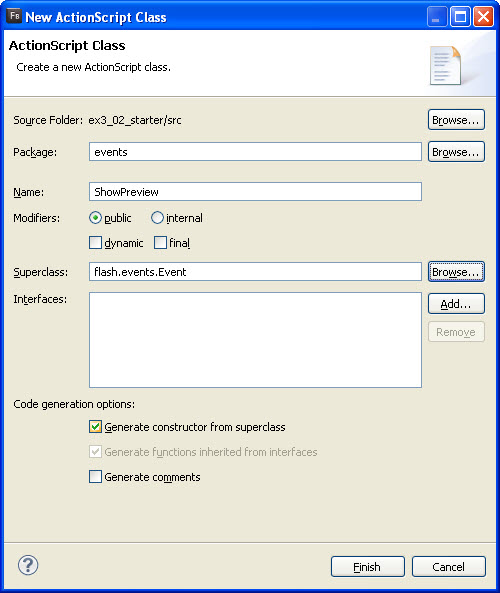 Fb New ActionScript Class
ActionScript Class
Create a new ActionScript class.
Source Folder: ex3_02_starter/src Browse...
Package: events Browse...
Name: ShowPreview
Modifiers: public internal
dynamic final
Superclass: flash.events.Event Browse...
Interfaces: Add...
Remove
Code generation options:
Generate constructor from superclass
Generate functions inherited from interfaces
Generate comments
? Finish Cancel